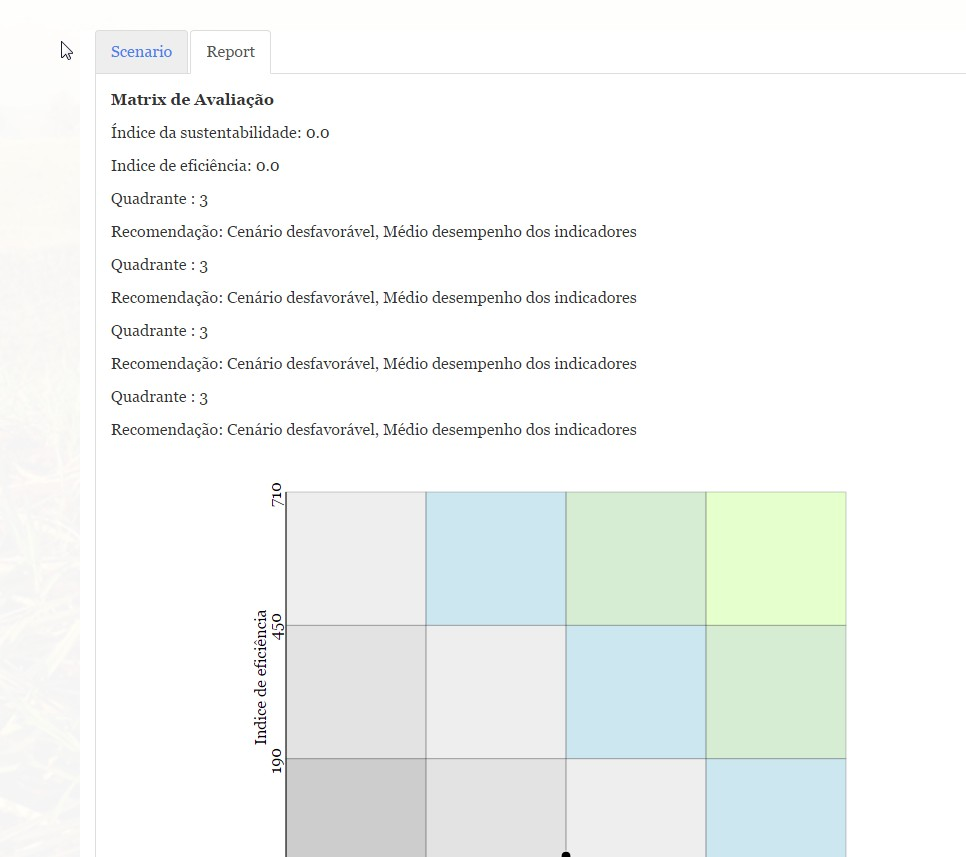 Scenario
Report
Matrix de Avaliação
Índice da sustentabilidade: 0.0
Indice de eficiência: 0.0
Quadrante : 3
Recomendação: Cenário desfavorável, Médio desempenho dos indicadores
Quadrante : 3
Recomendação: Cenário desfavorável, Médio desempenho dos indicadores
Quadrante : 3
Recomendação: Cenário desfavorável, Médio desempenho dos indicadores
Quadrante : 3
Recomendação: Cenário desfavorável, Médio desempenho dos indicadores
710
450
Indice de eficiência
190